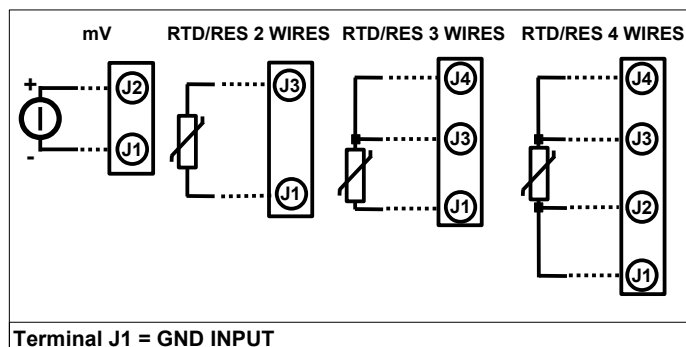 mV
RTD/RES 2 WIRES
RTD/RES 3 WIRES
RTD/RES 4 WIRES
+
J2
-
J1
J3
J1
J4
J3
J1
J4
J3
J2
J1
Terminal J1 = GND INPUT